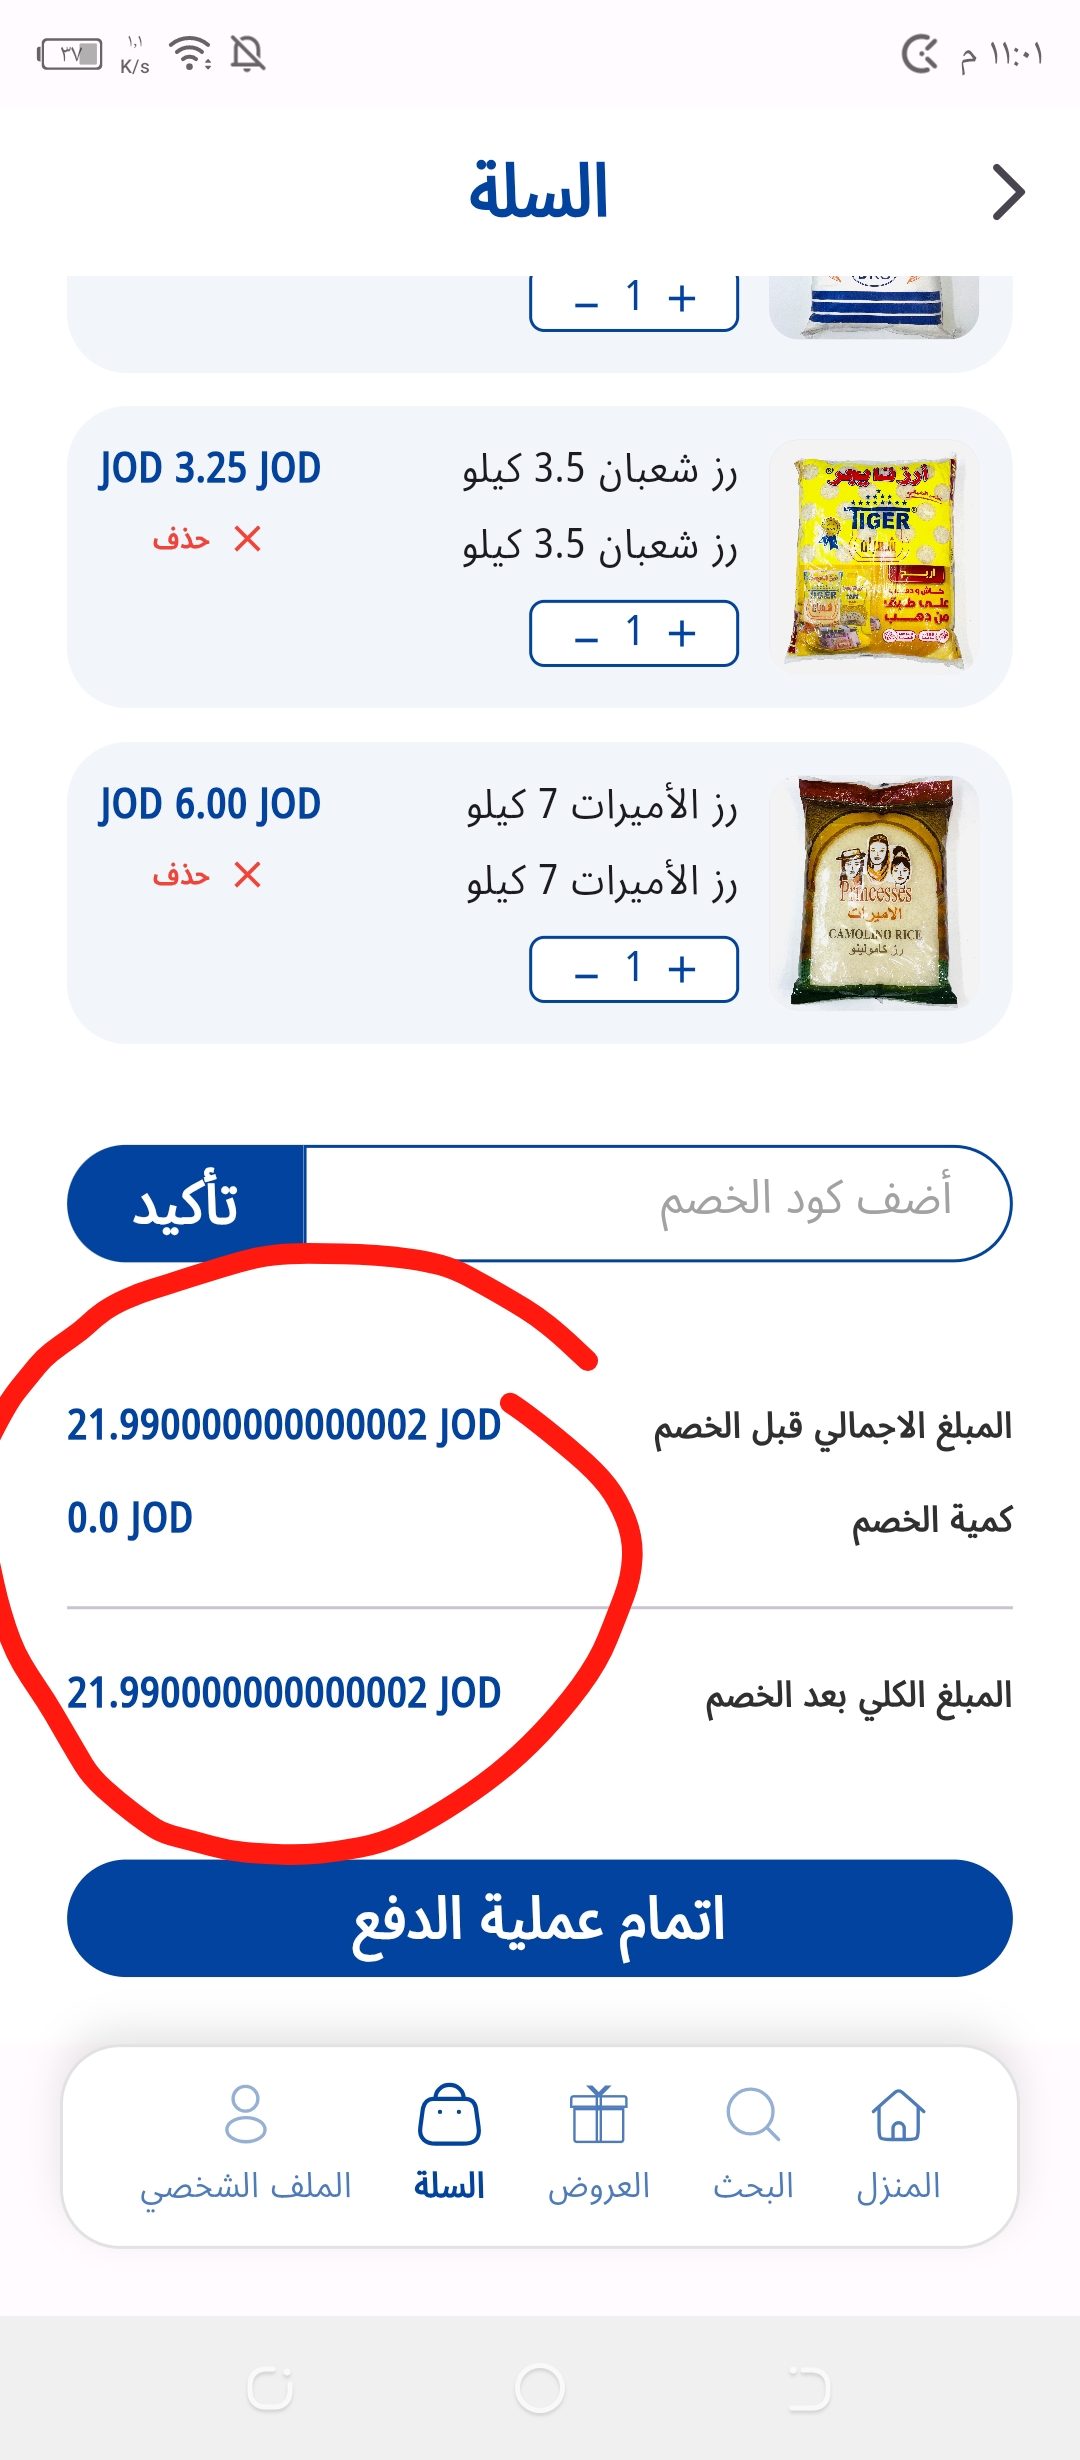 ١١:٠١ م
١,١
K/s
٣٧
السلة
1
رز شعبان 3.5 كيلو
JOD 3.25 JOD
رز شعبان 3.5 كيلو
حذف
1
أرز تايجر
TIGER
شعبان
رز الأميرات 7 كيلو
JOD 6.00 JOD
رز الأميرات 7 كيلو
حذف
1
Princesses
الاميرات
CAMOLINO RICE
رز كامولينو
أضف كود الخصم
تأكيد
المبلغ الاجمالي قبل الخصم
21.990000000000002 JOD
كمية الخصم
0.0 JOD
المبلغ الكلي بعد الخصم
21.990000000000002 JOD
اتمام عملية الدفع
المنزل
البحث
العروض
السلة
الملف الشخصي